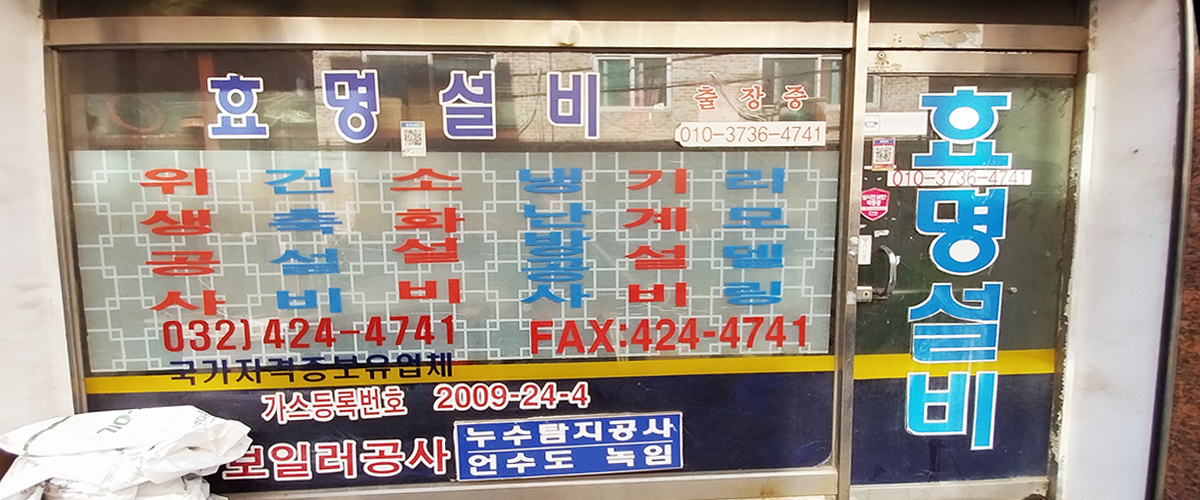 효명설비
출장중
010-3736-4741
위생공사
건축설비
소화설비
냉난방공사
기계설비
리모델링
032)424-4741
FAX:424-4741
국가자격증보유업체
가스등록번호 2009-24-4
보일러공사
누수탐지공사
언수도 녹임
효명설비
010-3736-4741